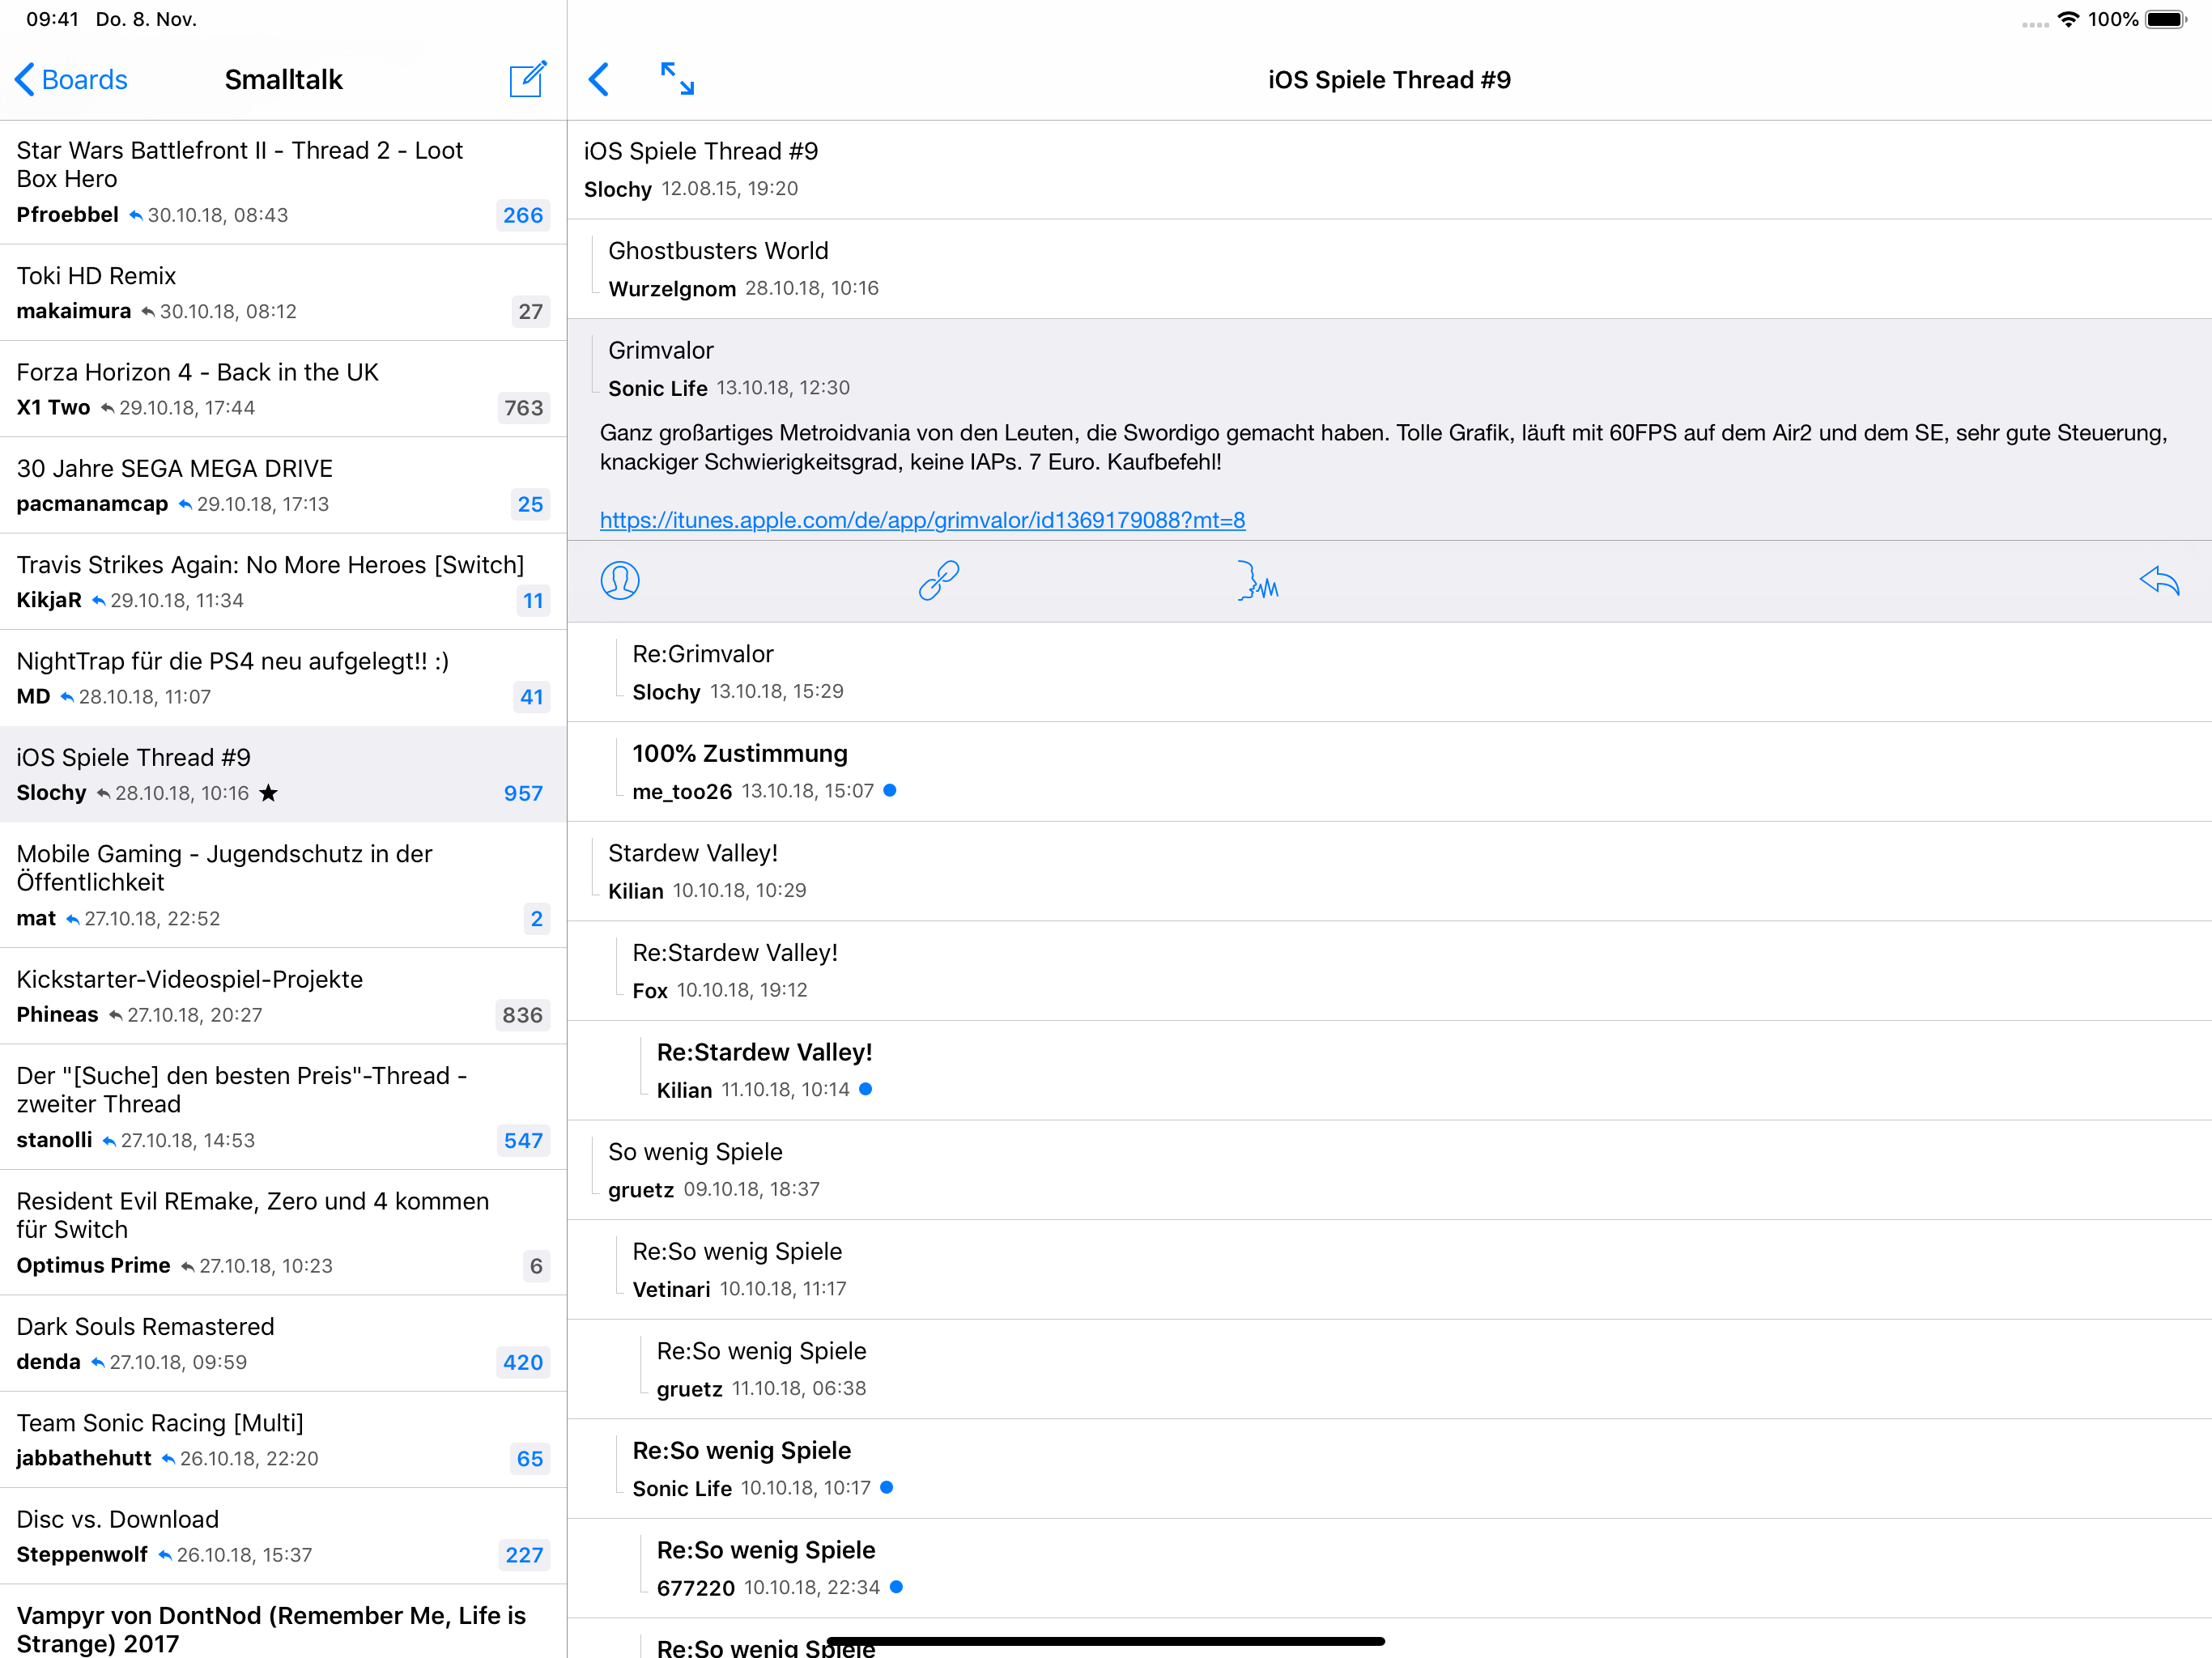 09:41 Do. 8. Nov.
100%
Boards
Smalltalk
Star Wars Battlefront II - Thread 2 - Loot
Box Hero
Pfroebbel 30.10.18, 08:43
266
Toki HD Remix
makaimura 30.10.18, 08:12
27
Forza Horizon 4 - Back in the UK
X1 Two 29.10.18, 17:44
763
30 Jahre SEGA MEGA DRIVE
pacmanamcap 29.10.18, 17:13
25
Travis Strikes Again: No More Heroes [Switch]
KikjaR 29.10.18, 11:34
11
NightTrap für die PS4 neu aufgelegt!! :)
MD 28.10.18, 11:07
41
iOS Spiele Thread #9
Slochy 28.10.18, 10:16 ★
957
Mobile Gaming - Jugendschutz in der
Öffentlichkeit
mat 27.10.18, 22:52
2
Kickstarter-Videospiel-Projekte
Phineas 27.10.18, 20:27
836
Der "[Suche] den besten Preis"-Thread -
zweiter Thread
stanolli 27.10.18, 14:53
547
Resident Evil REmake, Zero und 4 kommen
für Switch
Optimus Prime 27.10.18, 10:23
6
Dark Souls Remastered
denda 27.10.18, 09:59
420
Team Sonic Racing [Multi]
jabbathehutt 26.10.18, 22:20
65
Disc vs. Download
Steppenwolf 26.10.18, 15:37
227
Vampyr von DontNod (Remember Me, Life is
Strange) 2017
iOS Spiele Thread #9
iOS Spiele Thread #9
Slochy 12.08.15, 19:20
Ghostbusters World
Wurzelgnom 28.10.18, 10:16
Grimvalor
Sonic Life 13.10.18, 12:30
Ganz großartiges Metroidvania von den Leuten, die Swordigo gemacht haben. Tolle Grafik, läuft mit 60FPS auf dem Air2 und dem SE, sehr gute Steuerung,
knackiger Schwierigkeitsgrad, keine IAPs. 7 Euro. Kaufbefehl!
https://itunes.apple.com/de/app/grimvalor/id1369179088?mt=8
Re:Grimvalor
Slochy 13.10.18, 15:29
100% Zustimmung
me_too26 13.10.18, 15:07
Stardew Valley!
Kilian 10.10.18, 10:29
Re:Stardew Valley!
Fox 10.10.18, 19:12
Re:Stardew Valley!
Kilian 11.10.18, 10:14
So wenig Spiele
gruetz 09.10.18, 18:37
Re:So wenig Spiele
Vetinari 10.10.18, 11:17
Re:So wenig Spiele
gruetz 11.10.18, 06:38
Re:So wenig Spiele
Sonic Life 10.10.18, 10:17
Re:So wenig Spiele
677220 10.10.18, 22:34
Re:So wenig Spiele